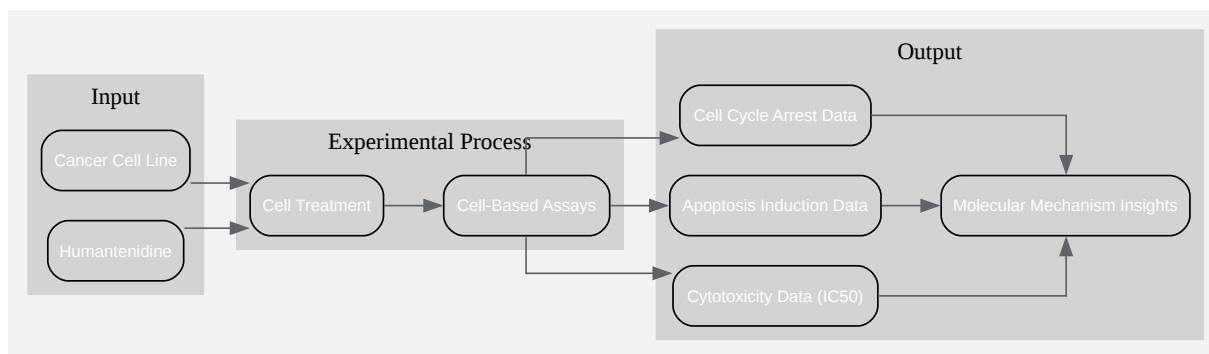 Input
Cancer Cell Line
Humantenidine
Experimental Process
Cell Treatment
Cell-Based Assays
Output
Cell Cycle Arrest Data
Apoptosis Induction Data
Cytotoxicity Data (IC50)
Molecular Mechanism Insights